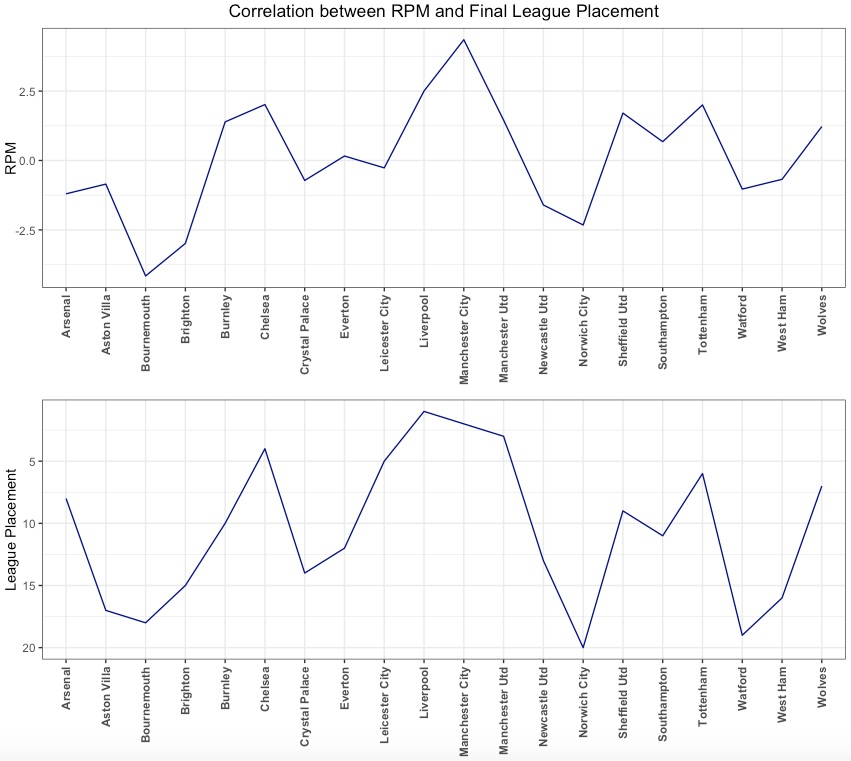 Correlation between RPM and Final League Placement
RPM
2.5
0.0
-2.5
Arsenal
Aston Villa
Bournemouth
Brighton
Burnley
Chelsea
Crystal Palace
Everton
Leicester City
Liverpool
Manchester City
Manchester Utd
Newcastle Utd
Norwich City
Sheffield Utd
Southampton
Tottenham
Watford
West Ham
Wolves
League Placement
5
10
15
20
Arsenal
Aston Villa
Bournemouth
Brighton
Burnley
Chelsea
Crystal Palace
Everton
Leicester City
Liverpool
Manchester City
Manchester Utd
Newcastle Utd
Norwich City
Sheffield Utd
Southampton
Tottenham
Watford
West Ham
Wolves